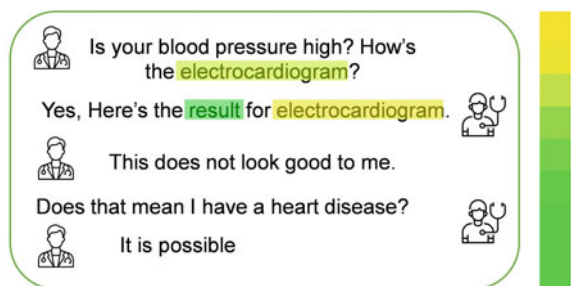 Is your blood pressure high? How's
the electrocardiogram?
Yes, Here's the result for electrocardiogram.
This does not look good to me.
Does that mean I have a heart disease?
It is possible